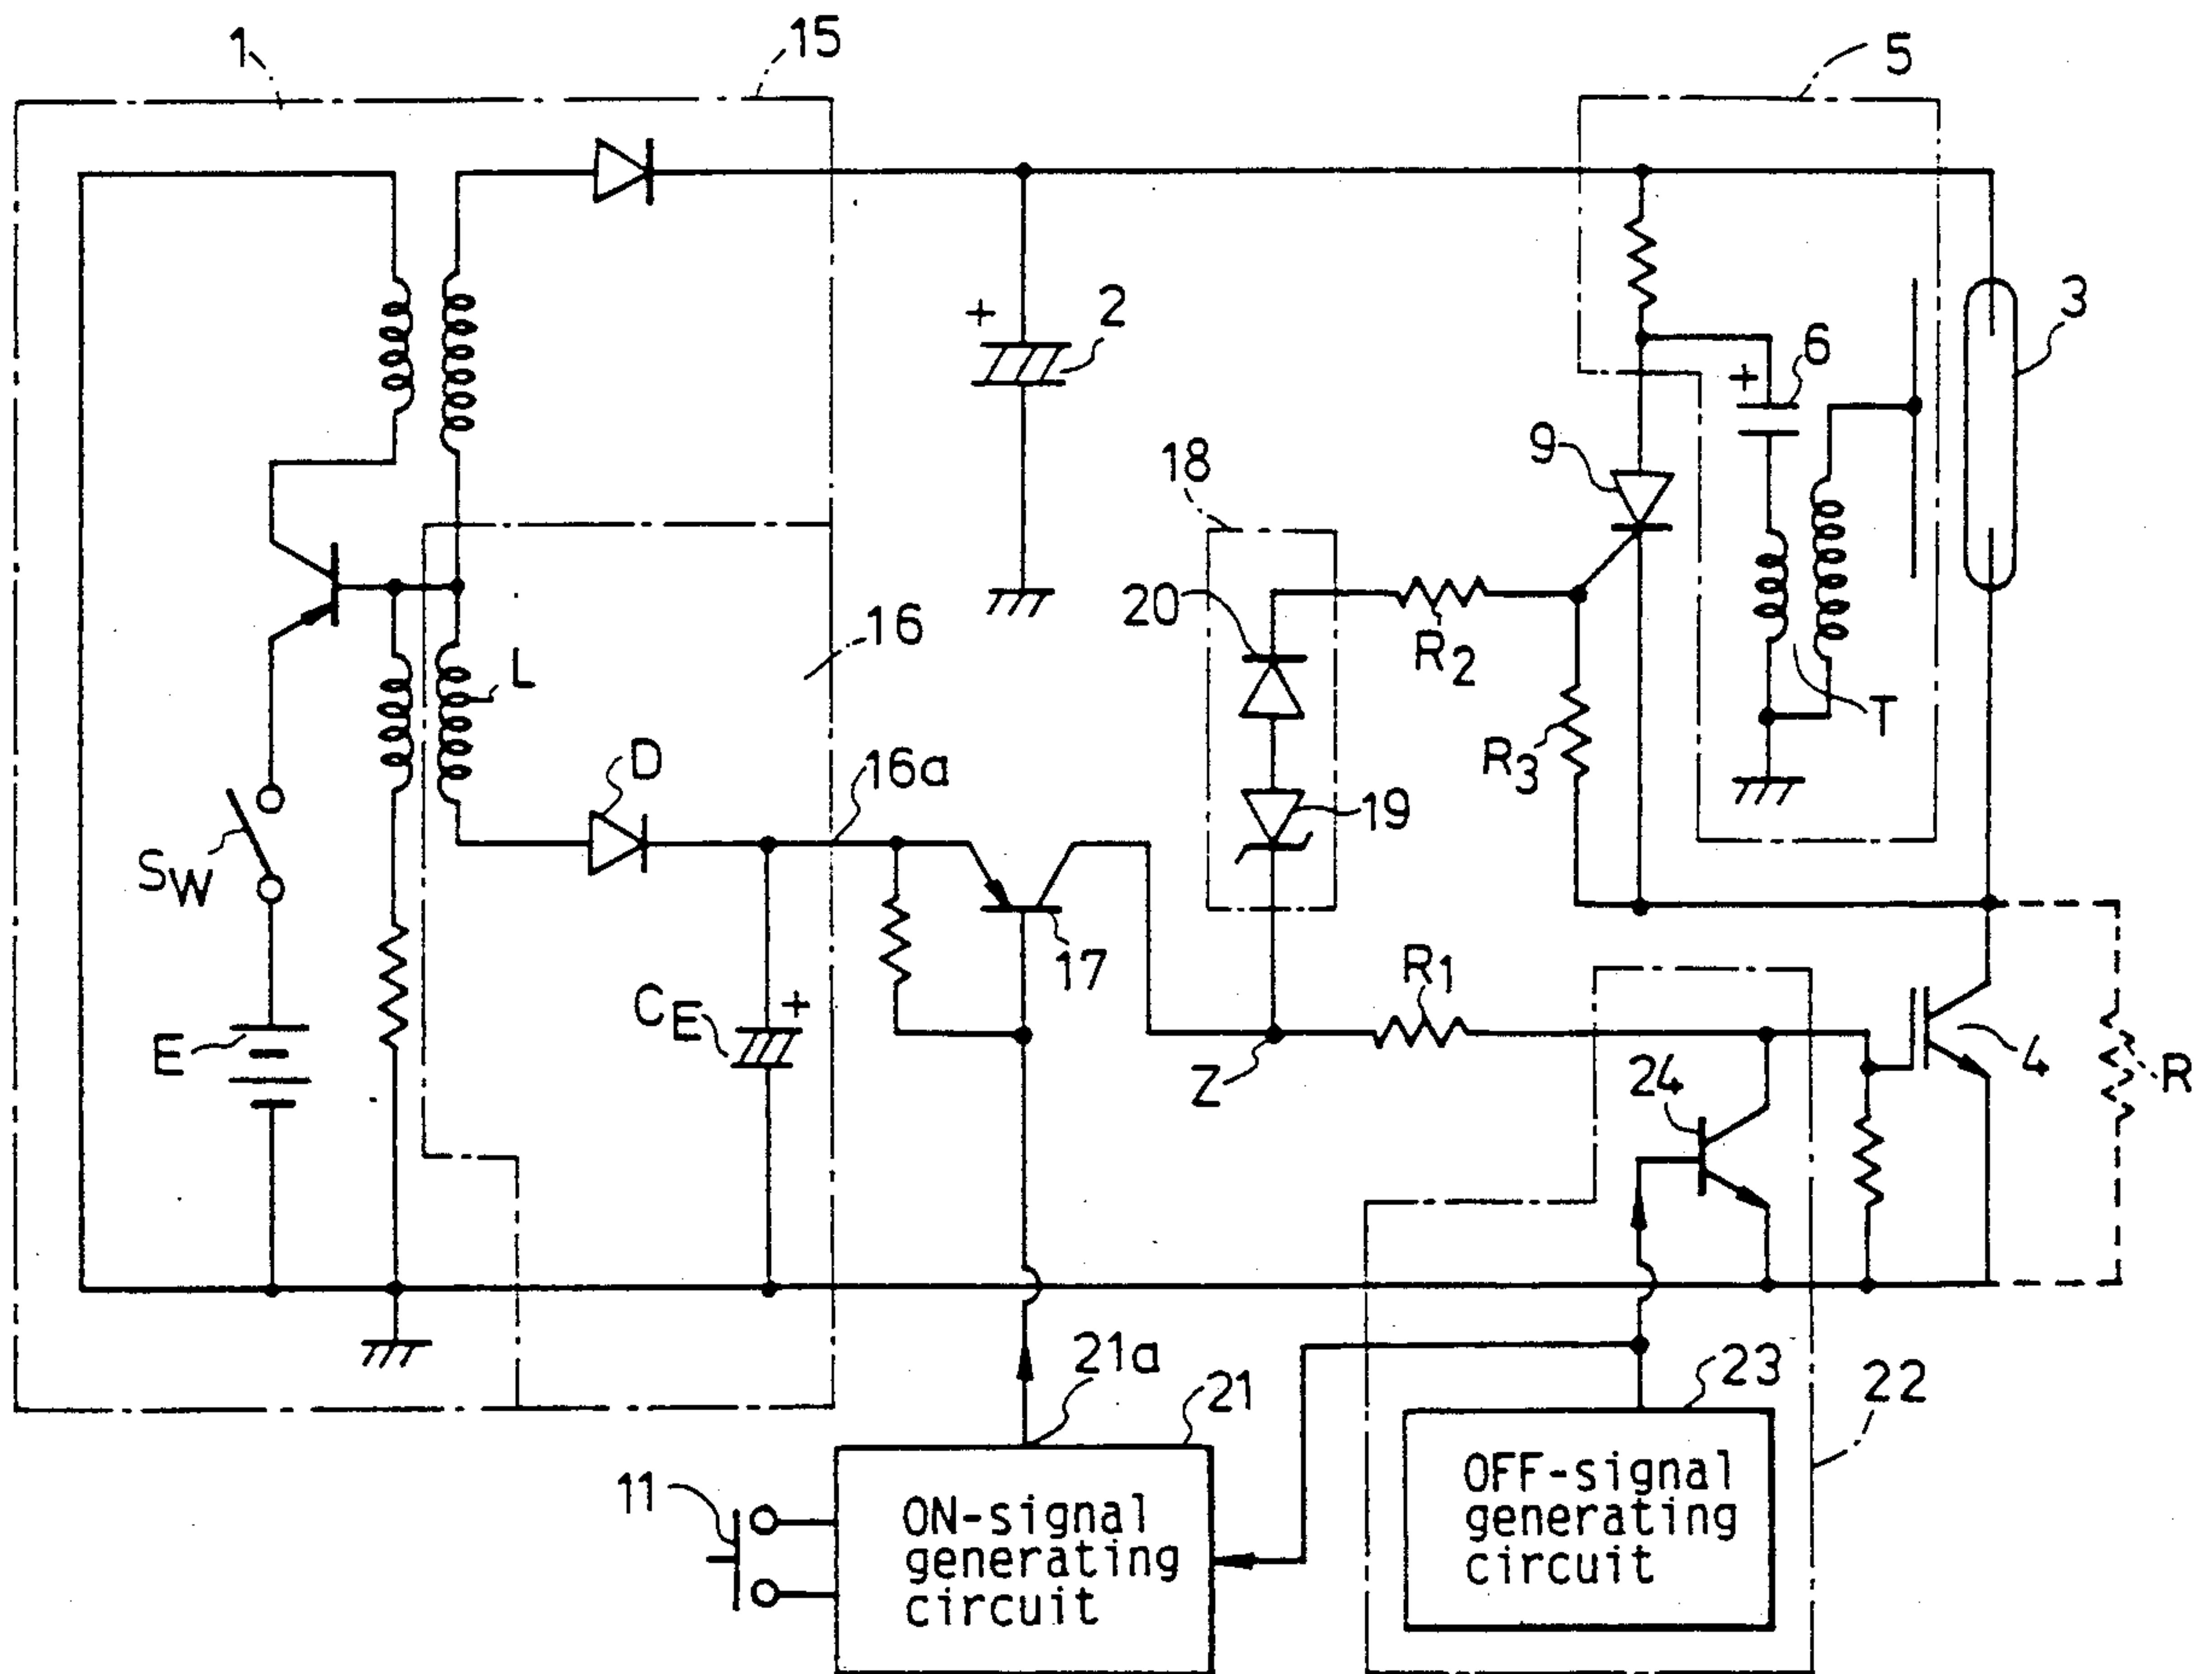 1
15
5
+
2
6
+
3
9
18
20
R2
16
L
T
R3
D
16a
19
SW
17
R1
CE
+
E
Z
24
4
R
21a
21
23
22
11
ON-signal
generating
circuit
OFF-signal
generating
circuit